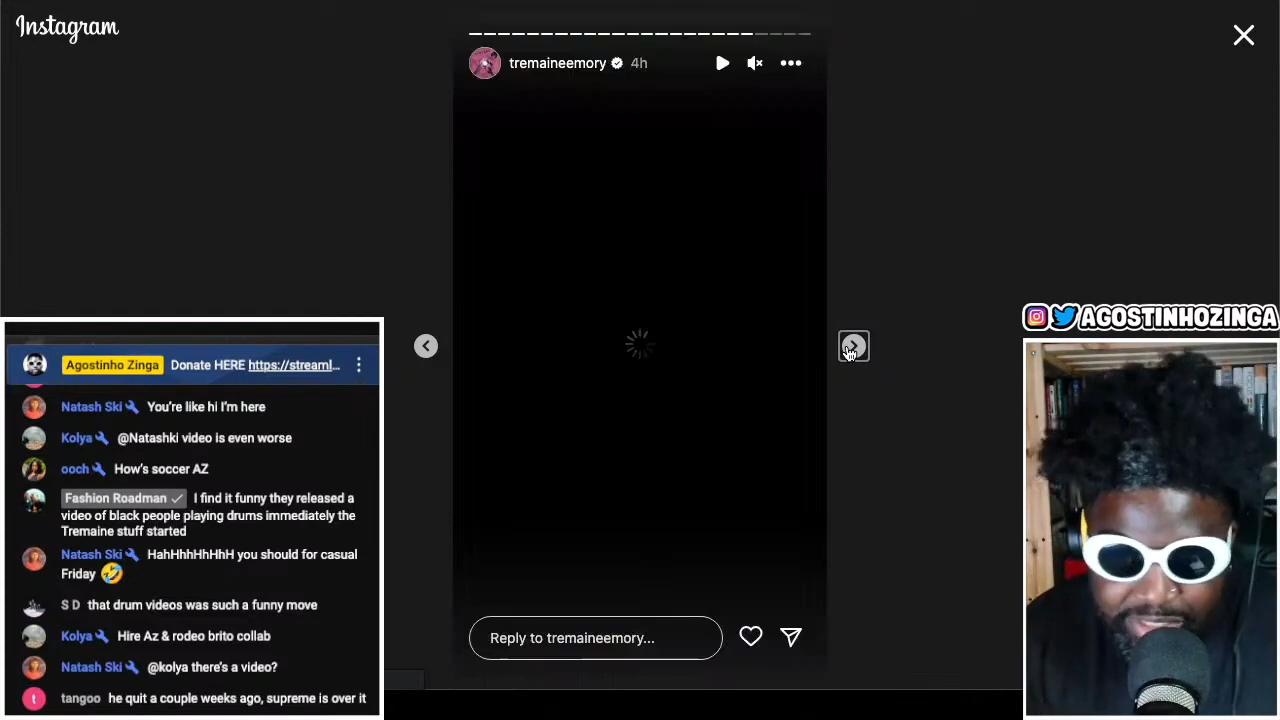 Instagram
tremaineemory 4h
Reply to tremaineemory...
Agostinho Zinga Donate HERE https://streaml...
Natash Ski You're like hi I'm here
Kolya @Natashki video is even worse
ooch How's soccer AZ
Fashion Roadman I find it funny they released a
video of black people playing drums immediately the
Tremaine stuff started
Natash Ski HahHhhHhHhH you should for casual
Friday 🤣
S D that drum videos was such a funny move
Kolya Hire Az & rodeo brito collab
Natash Ski @kolya there's a video?
t tangoo he quit a couple weeks ago, supreme is over it
AGOSTINHOZINGA